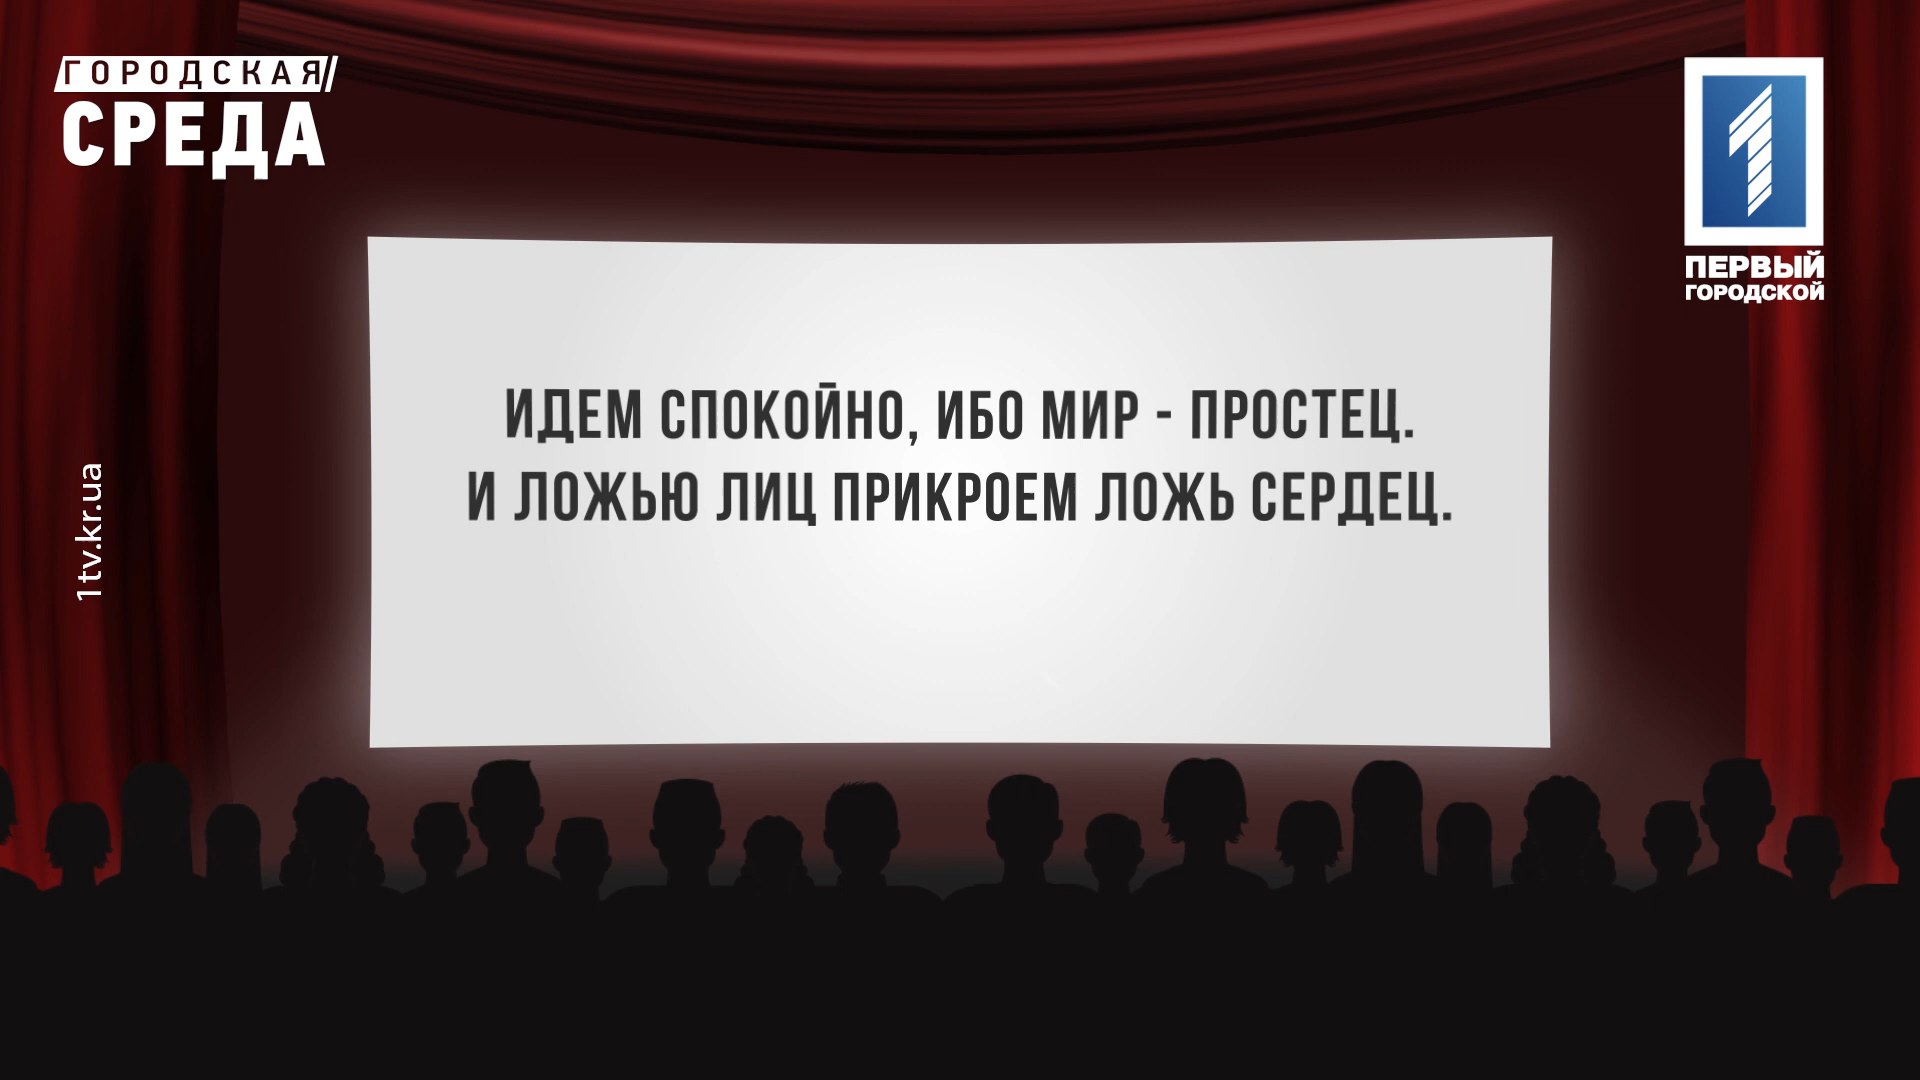 ГОРОДСКАЯ
СРЕДА
ПЕРВЫЙ
ГОРОДСКОЙ
ИДЕМ СПОКОЙНО, ИБО МИР - ПРОСТЕЦ.
И ЛОЖЬЮ ЛИЦ ПРИКРОЕМ ЛОЖЬ СЕРДЕЦ.
1tv.kr.ua